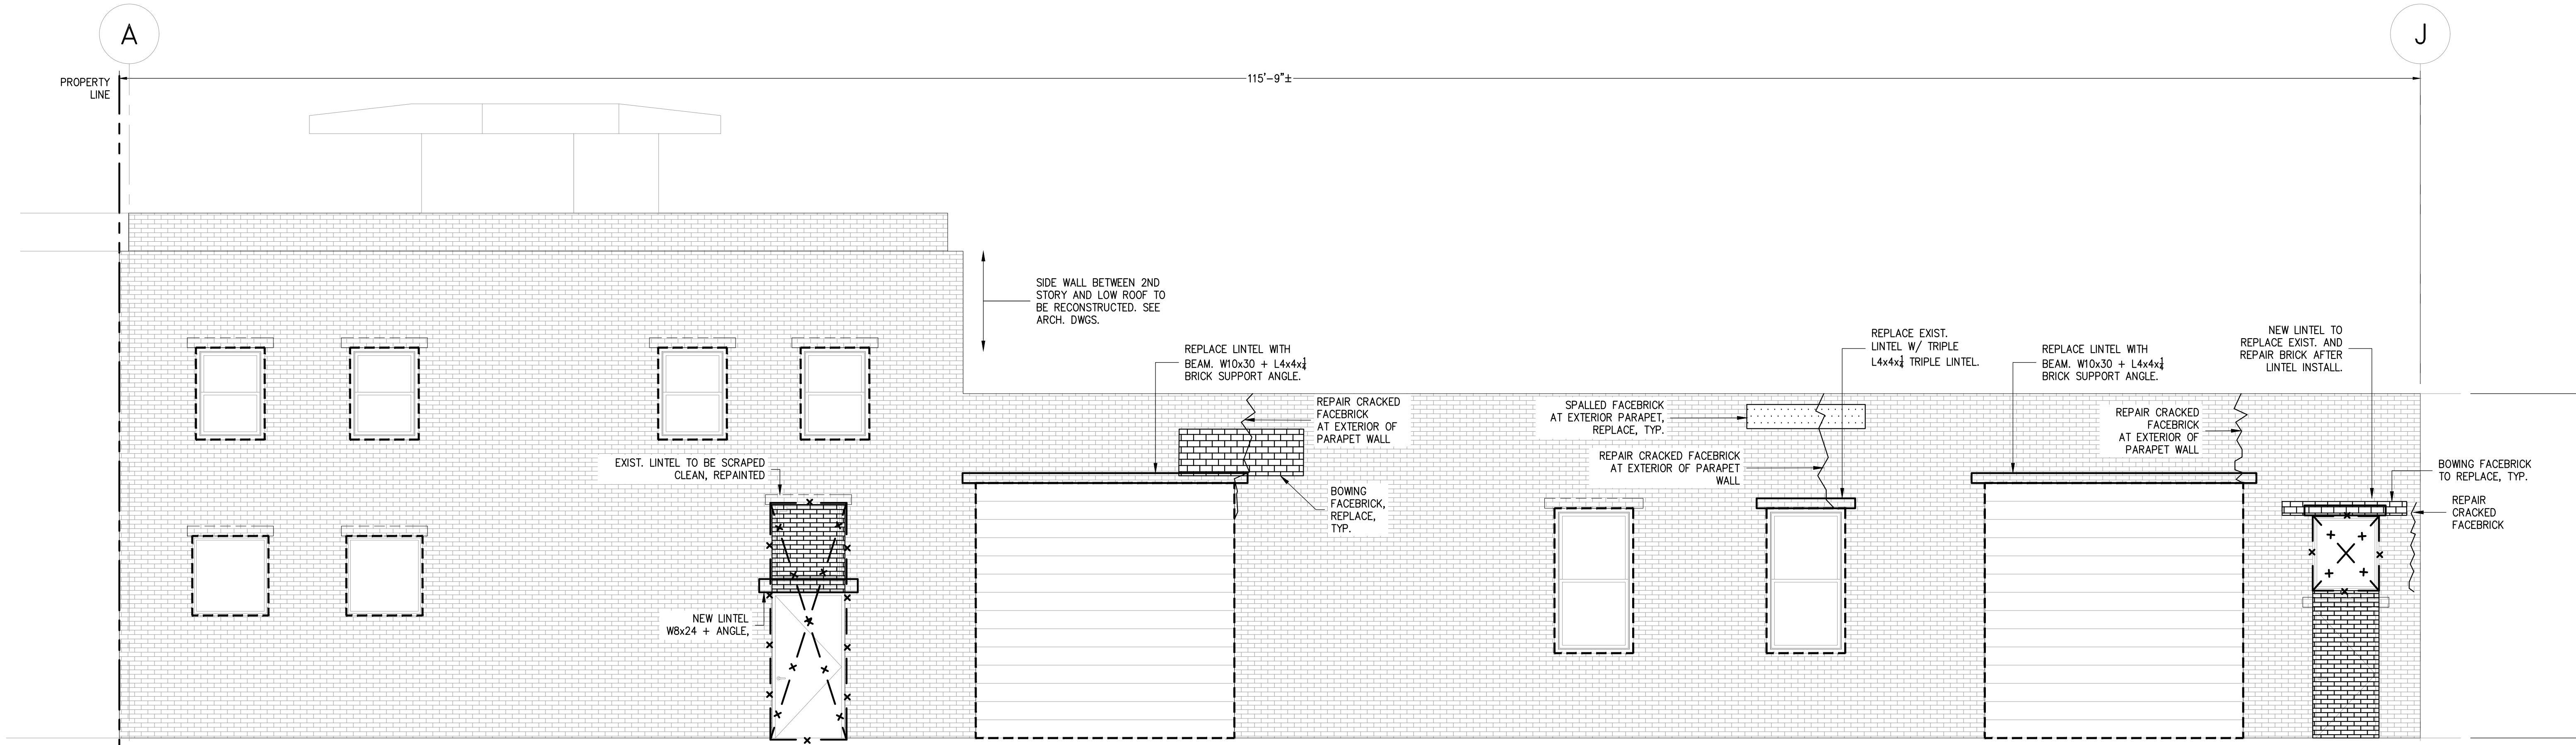 A
J
PROPERTY
LINE
115'-9"±
SIDE WALL BETWEEN 2ND
STORY AND LOW ROOF TO
BE RECONSTRUCTED. SEE
ARCH. DWGS.
REPLACE LINTEL WITH
BEAM. W10x30 + L4x4x¼
BRICK SUPPORT ANGLE.
REPLACE EXIST.
LINTEL W/ TRIPLE
L4x4x¼ TRIPLE LINTEL.
REPLACE LINTEL WITH
BEAM. W10x30 + L4x4x¼
BRICK SUPPORT ANGLE.
NEW LINTEL TO
REPLACE EXIST. AND
REPAIR BRICK AFTER
LINTEL INSTALL.
REPAIR CRACKED
FACEBRICK
AT EXTERIOR OF
PARAPET WALL
SPALLED FACEBRICK
AT EXTERIOR PARAPET,
REPLACE, TYP.
REPAIR CRACKED
FACEBRICK
AT EXTERIOR OF
PARAPET WALL
EXIST. LINTEL TO BE SCRAPED
CLEAN, REPAINTED
REPAIR CRACKED FACEBRICK
AT EXTERIOR OF PARAPET
WALL
BOWING FACEBRICK
TO REPLACE, TYP.
BOWING
FACEBRICK,
REPLACE,
TYP.
REPAIR
CRACKED
FACEBRICK
NEW LINTEL
W8x24 + ANGLE,